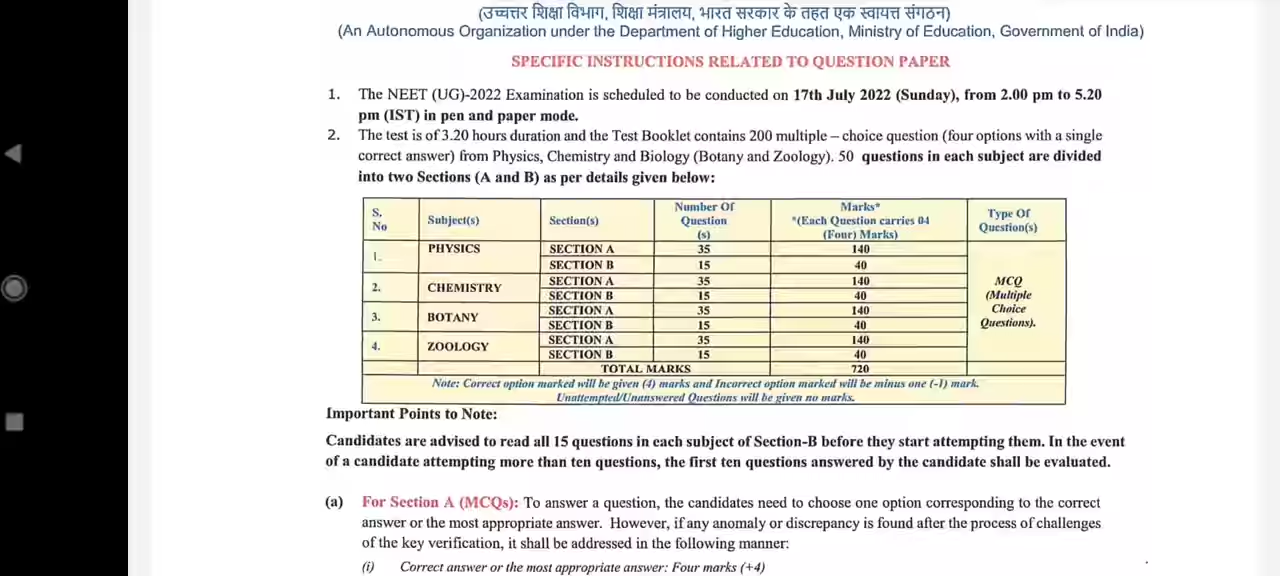 (उच्चत्तर शिक्षा विभाग, शिक्षा मंत्रालय, भारत सरकार के तहत एक स्वायत्त संगठन)
(An Autonomous Organization under the Department of Higher Education, Ministry of Education, Government of India)
SPECIFIC INSTRUCTIONS RELATED TO QUESTION PAPER
1. The NEET (UG)-2022 Examination is scheduled to be conducted on 17th July 2022 (Sunday), from 2.00 pm to 5.20
pm (IST) in pen and paper mode.
2. The test is of 3.20 hours duration and the Test Booklet contains 200 multiple – choice question (four options with a single
correct answer) from Physics, Chemistry and Biology (Botany and Zoology). 50 questions in each subject are divided
into two Sections (A and B) as per details given below:
S. No Subject(s) Section(s) Number Of Question (s) Marks* *(Each Question carries 04 (Four) Marks) Type Of Question(s)
1. PHYSICS SECTION A 35 140
SECTION B 15 40
2. CHEMISTRY SECTION A 35 140
SECTION B 15 40
3. BOTANY SECTION A 35 140
SECTION B 15 40
4. ZOOLOGY SECTION A 35 140
SECTION B 15 40
MCQ
(Multiple
Choice
Questions).
TOTAL MARKS 720
Note: Correct option marked will be given (4) marks and Incorrect option marked will be minus one (-1) mark.
Unattempted/Unanswered Questions will be given no marks.
Important Points to Note:
Candidates are advised to read all 15 questions in each subject of Section-B before they start attempting them. In the event
of a candidate attempting more than ten questions, the first ten questions answered by the candidate shall be evaluated.
(a) For Section A (MCQs): To answer a question, the candidates need to choose one option corresponding to the correct
answer or the most appropriate answer. However, if any anomaly or discrepancy is found after the process of challenges
of the key verification, it shall be addressed in the following manner:
(i) Correct answer or the most appropriate answer: Four marks (+4)